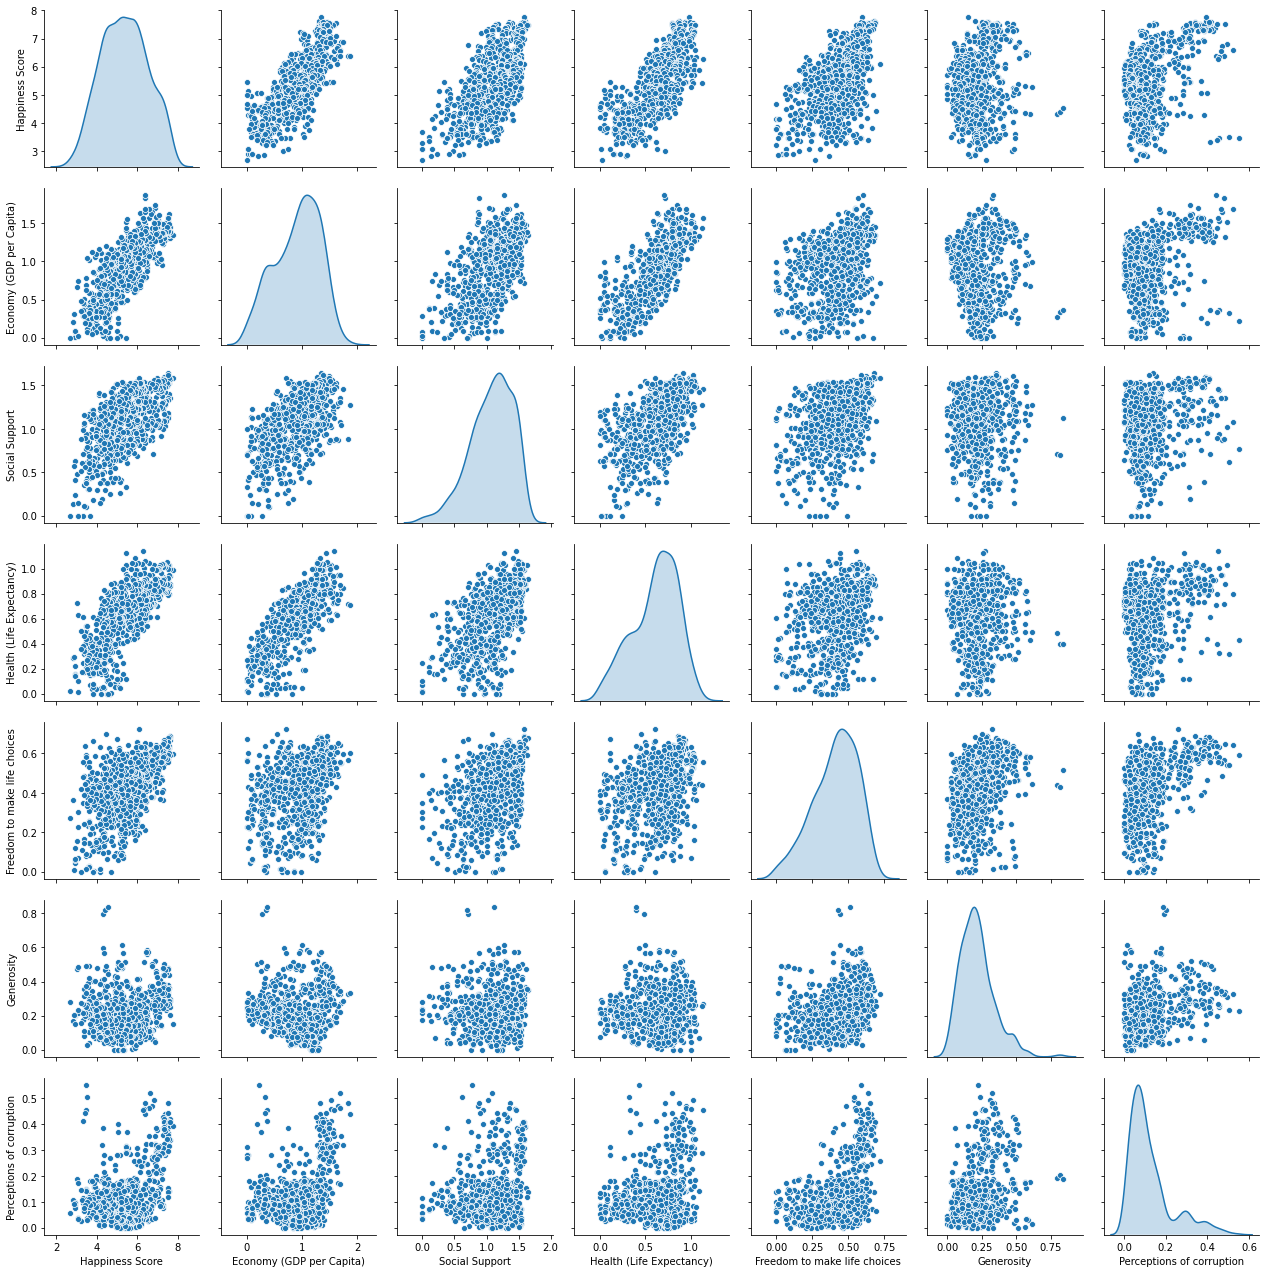 8
7
6
5
4
3
Happiness Score
1.5
1.0
0.5
0.0
Economy (GDP per Capita)
1.5
1.0
0.5
0.0
Social Support
1.0
0.8
0.6
0.4
0.2
0.0
Health (Life Expectancy)
0.6
0.4
0.2
0.0
Freedom to make life choices
0.8
0.6
0.4
0.2
0.0
Generosity
0.5
0.4
0.3
0.2
0.1
0.0
Perceptions of corruption
2 4 6 8
0 1 2
0.0 0.5 1.0 1.5 2.0
0.0 0.5 1.0
0.00 0.25 0.50 0.75
0.00 0.25 0.50 0.75
0.0 0.2 0.4 0.6
Happiness Score
Economy (GDP per Capita)
Social Support
Health (Life Expectancy)
Freedom to make life choices
Generosity
Perceptions of corruption